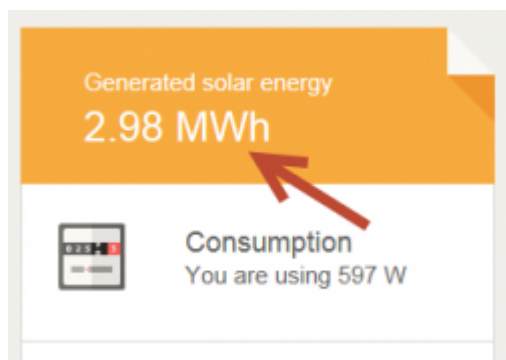 Generated solar energy
2.98 MWh
Consumption
You are using 597 W